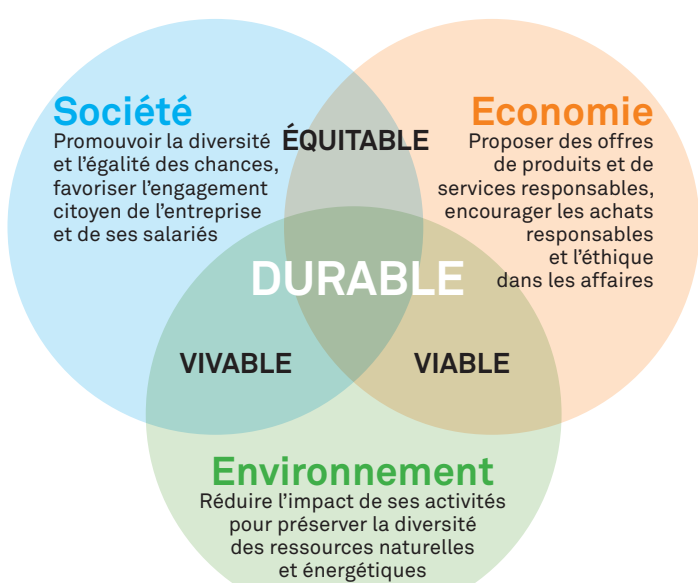 Société
Promouvoir la diversité
et l’égalité des chances,
favoriser l’engagement
citoyen de l’entreprise
et de ses salariés
ÉQUITABLE
Economie
Proposer des offres
de produits et de
services responsables,
encourager les achats
responsables
et l’éthique
dans les affaires
DURABLE
VIVABLE
VIABLE
Environnement
Réduire l’impact de ses activités
pour préserver la diversité
des ressources naturelles
et énergétiques